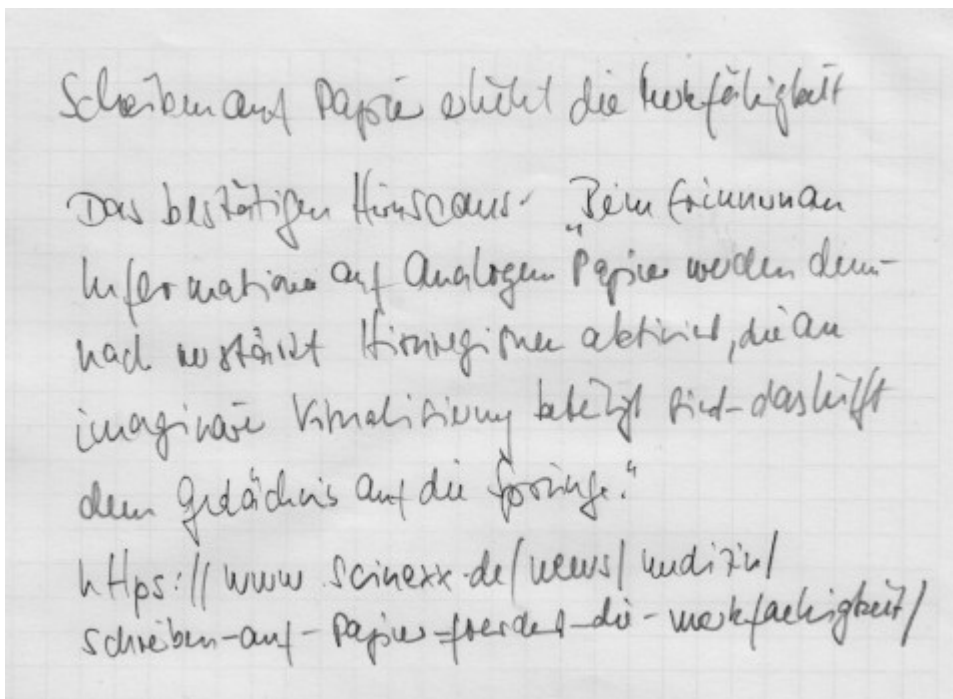 Schreiben auf Papier erhöht die Merkfähigkeit
Das bestätigen Hirnscans. „Beim Erinnern an
Informationen auf Analogem Papier werden dem-
nach verstärkt Hirnregionen aktiviert, die an
imaginärer Visualisierung beteiligt sind – das hilft
dem Gedächnis auf die Sprünge.“
https://www.scinexx.de/news/medizin/
schreiben-auf-Papier-foerdert-die-merkfaehigkeit/